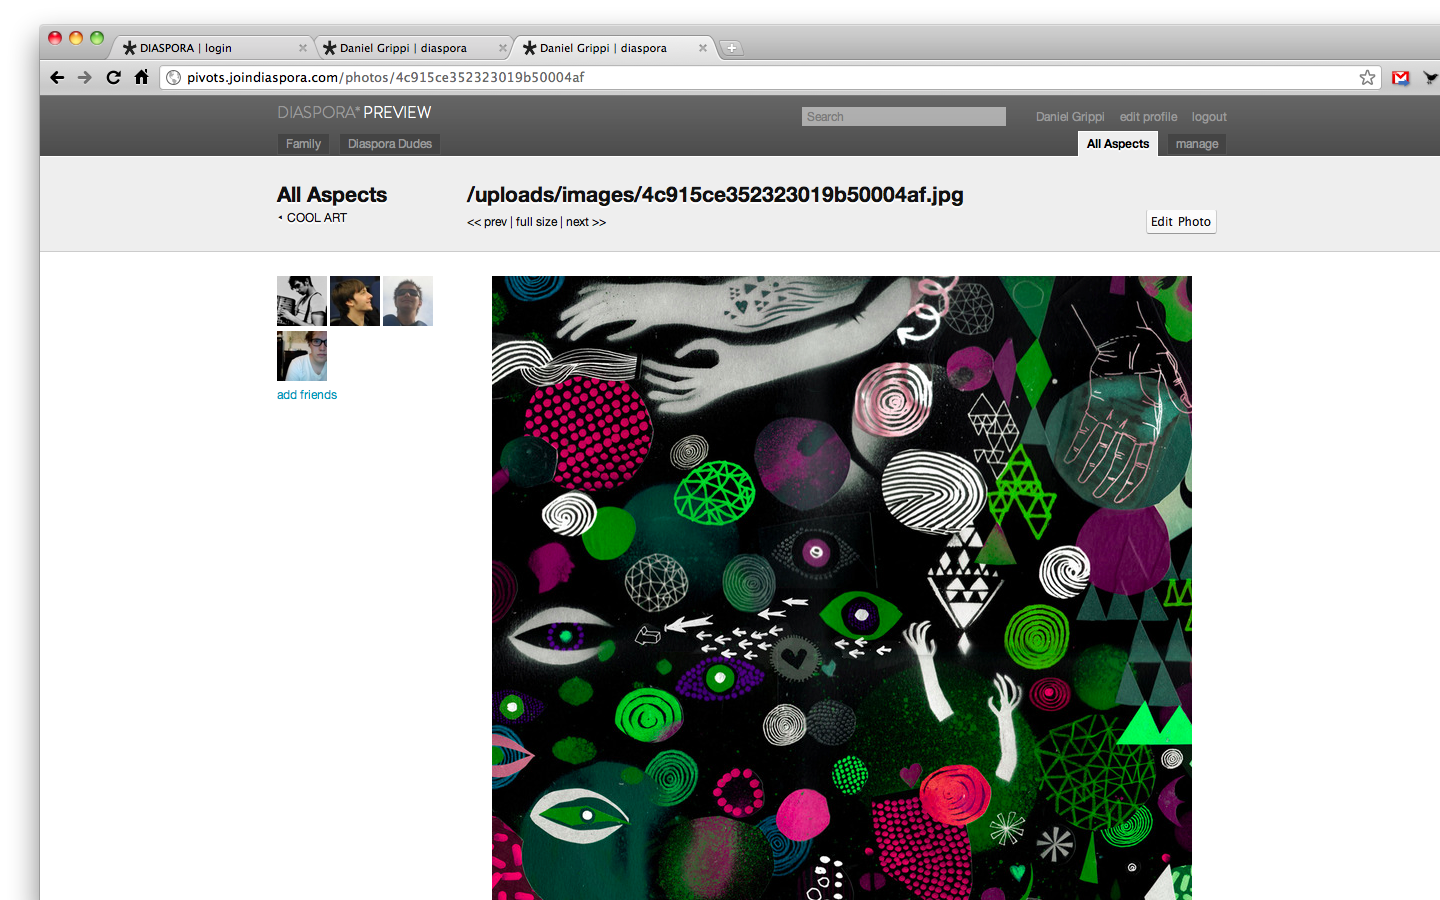 DIASPORA | login
Daniel Grippi | diaspora
Daniel Grippi | diaspora
pivots.joindiaspora.com/photos/4c915ce352323019b50004af
DIASPORA* PREVIEW
Search
Daniel Grippi
edit profile
logout
Family
Diaspora Dudes
All Aspects
manage
All Aspects
/uploads/images/4c915ce352323019b50004af.jpg
COOL ART
<< prev | full size | next >>
Edit Photo
add friends